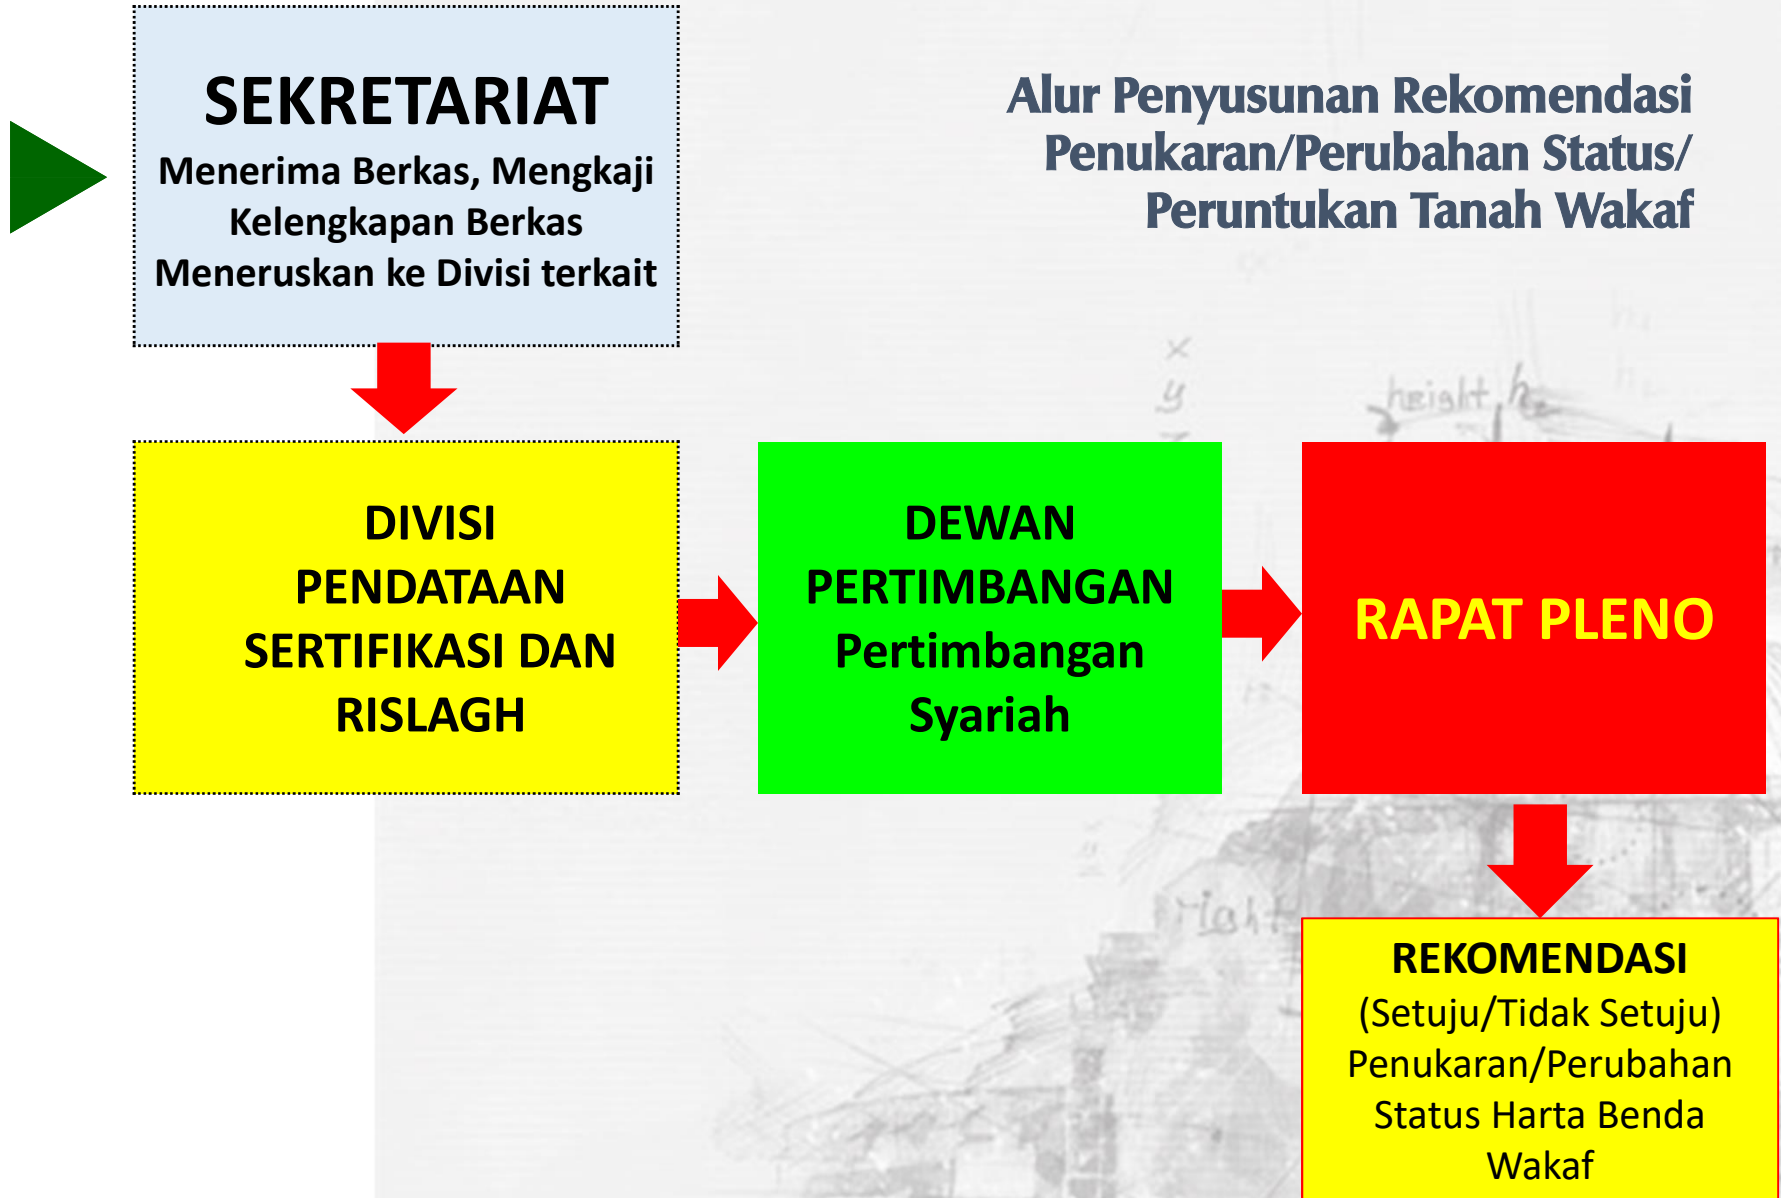 SEKRETARIAT
Menerima Berkas, Mengkaji
Kelengkapan Berkas
Meneruskan ke Divisi terkait
Alur Penyusunan Rekomendasi
Penukaran/Perubahan Status/
Peruntukan Tanah Wakaf
x
y
height h
DIVISI
PENDATAAN
SERTIFIKASI DAN
RISLAGH
DEWAN
PERTIMBANGAN
Pertimbangan
Syariah
RAPAT PLENO
right
REKOMENDASI
(Setuju/Tidak Setuju)
Penukaran/Perubahan
Status Harta Benda
Wakaf